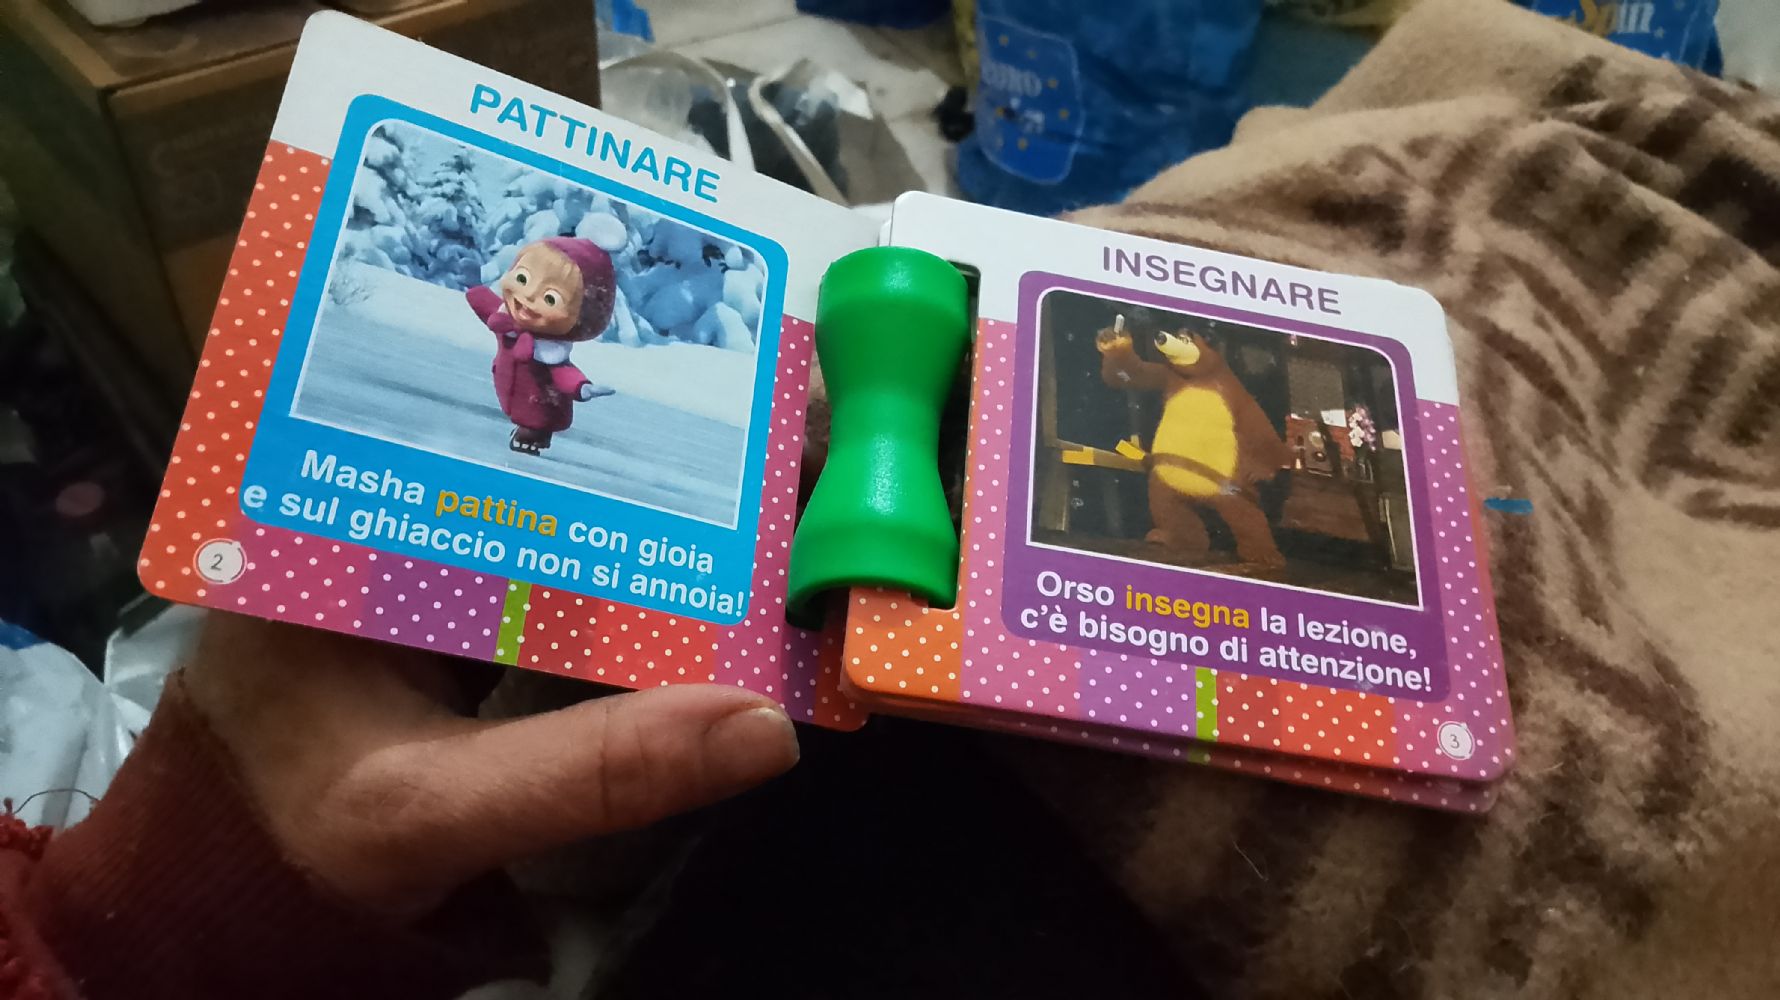 PATTINARE
Masha pattina con gioia
e sul ghiaccio non si annoia!
2
INSEGNARE
Orso insegna la lezione,
c'è bisogno di attenzione!
3